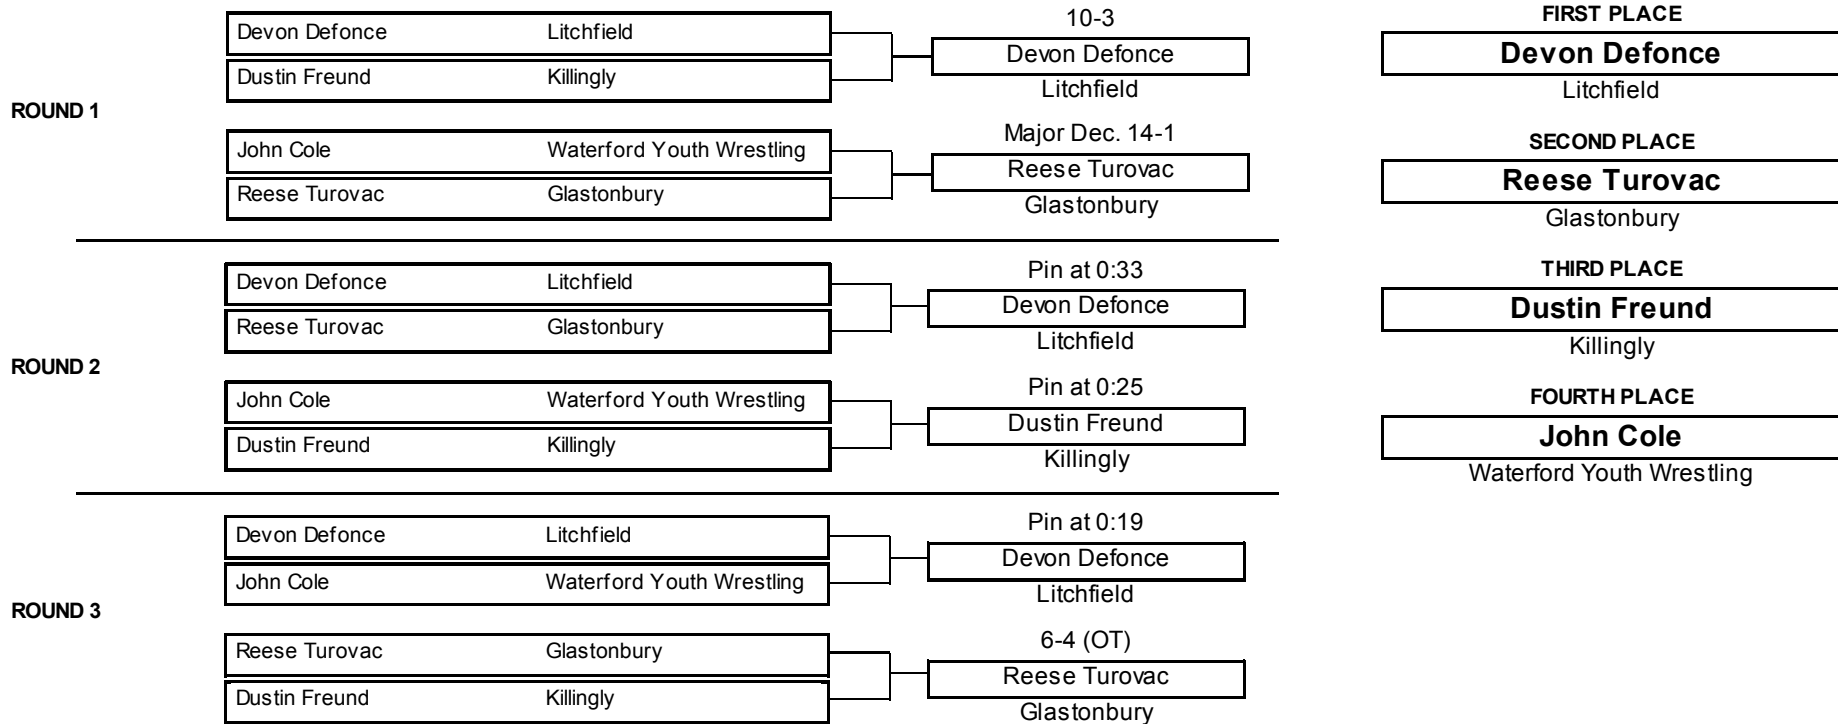 ROUND 1
Devon Defonce Litchfield
Dustin Freund Killingly
10-3
Devon Defonce
Litchfield
John Cole Waterford Youth Wrestling
Reese Turovac Glastonbury
Major Dec. 14-1
Reese Turovac
Glastonbury
ROUND 2
Devon Defonce Litchfield
Reese Turovac Glastonbury
Pin at 0:33
Devon Defonce
Litchfield
John Cole Waterford Youth Wrestling
Dustin Freund Killingly
Pin at 0:25
Dustin Freund
Killingly
ROUND 3
Devon Defonce Litchfield
John Cole Waterford Youth Wrestling
Pin at 0:19
Devon Defonce
Litchfield
Reese Turovac Glastonbury
Dustin Freund Killingly
6-4 (OT)
Reese Turovac
Glastonbury
FIRST PLACE
Devon Defonce
Litchfield
SECOND PLACE
Reese Turovac
Glastonbury
THIRD PLACE
Dustin Freund
Killingly
FOURTH PLACE
John Cole
Waterford Youth Wrestling